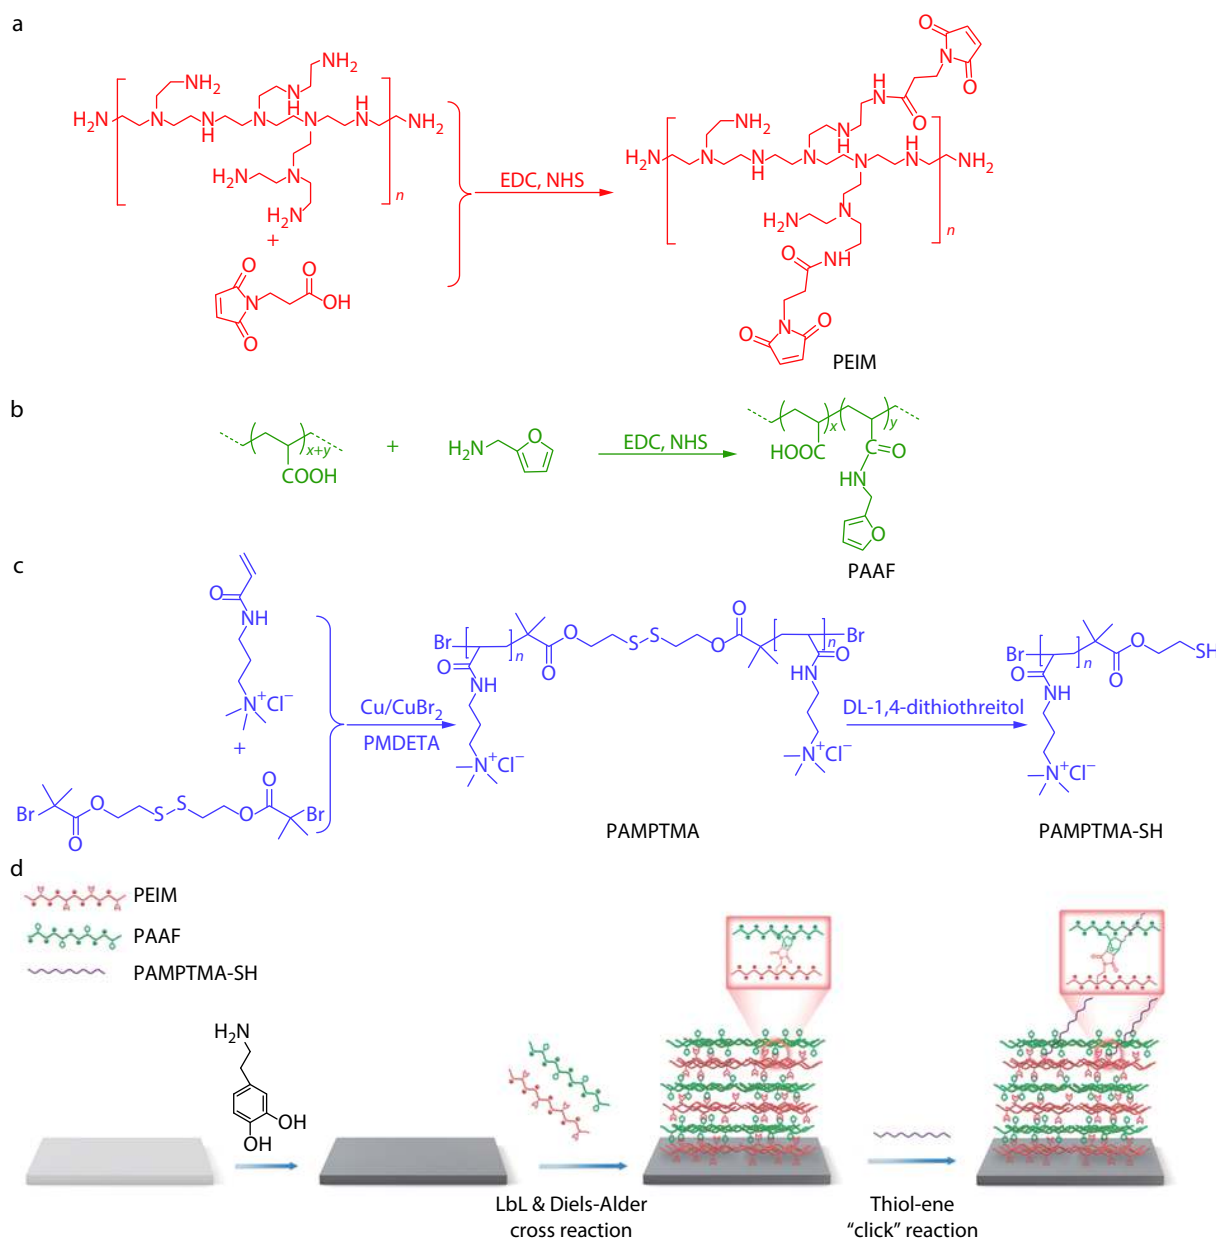 a
NH2
NH2
N
H
H2N
N
N
H
N
N
H
N
NH2
H2N
N
n
H2N
+
O
O
N
OH
O
EDC, NHS
O
N
O
NH
O
NH2
N
H
H2N
N
N
H
N
N
H
N
NH2
H2N
N
n
O
NH
O
N
O
PEIM
b
x+y
COOH
+
H2N
O
EDC, NHS
x
y
HOOC
C
O
HN
O
PAAF
c
O
NH
N+Cl−
+
Br
O
O
S
S
O
O
Br
Cu/CuBr2
PMDETA
Br
n
O
O
S
S
O
O
n
Br
O
NH
N+Cl−
O
HN
N+Cl−
PAMPTMA
DL-1,4-dithiothreitol
Br
n
O
O
SH
O
NH
N+Cl−
PAMPTMA-SH
d
PEIM
PAAF
PAMPTMA-SH
H2N
OH
OH
LbL & Diels-Alder
cross reaction
Thiol-ene
“click” reaction